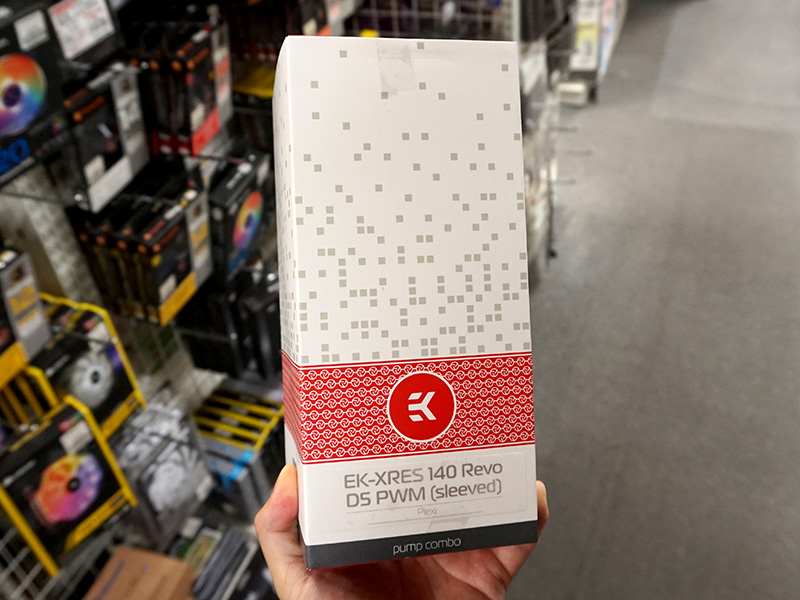 EK
EK-XRES 140 Revo
D5 PWM (sleeved)
Plexi
pump combo